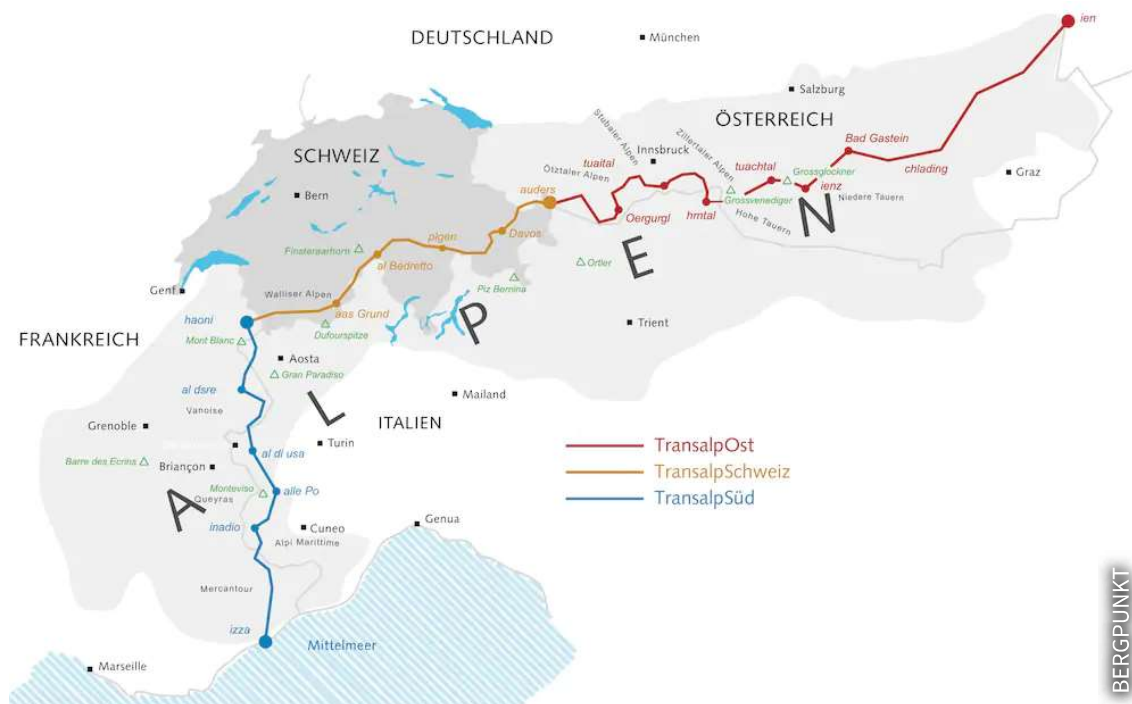 ien
DEUTSCHLAND
München
Salzburg
ÖSTERREICH
Stubaler Alpen
Zillertaler Alpen
Innsbruck
Bad Gastein
SCHWEIZ
tuaital
tuachtal
Grossglockner
chlading
Graz
Ötztaler Alpen
Bern
auders
ienz
Grossvenediger
Niedere Tauern
Oergurgl
hrntal
Hohe Tauern
N
Davos
plgen
Finsteraarhorn
al Bedretto
E
Ortler
Genf
Piz Bernina
Walliser Alpen
aas Grund
P
haoni
Dufourspitze
Trient
FRANKREICH
Mont Blanc
Aosta
Gran Paradiso
al dsre
Mailand
Vanoise
L
ITALIEN
Grenoble
Turin
TransalpOst
al di usa
Barre des Ecrins
Briançon
TransalpSchweiz
Monteviso
alle Po
Queyras
TransalpSüd
A
inadio
Cuneo
Genua
Alpi Marittime
Mercantour
izza
Mittelmeer
Marseille
BERGPUNKT